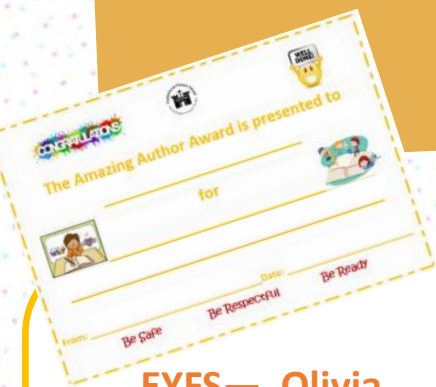 WELL DONE!
CONGRATULATIONS
The Amazing Author Award is presented to
for
Date:
From:
Be Safe
Be Respectful
Be Ready
EYFS— Olivia